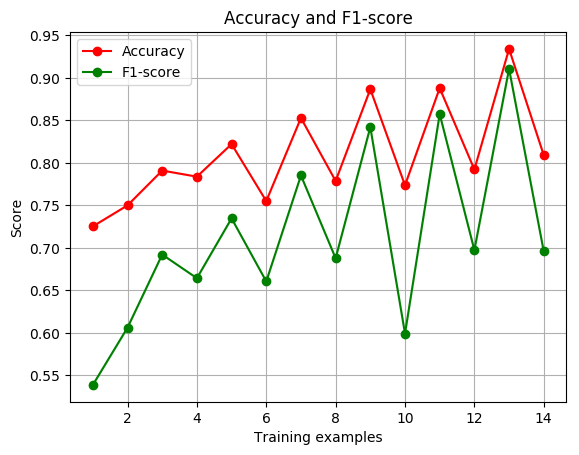 Accuracy and F1-score
Accuracy
F1-score
0.95
0.90
0.85
0.80
0.75
0.70
0.65
0.60
0.55
Score
2 4 6 8 10 12 14
Training examples